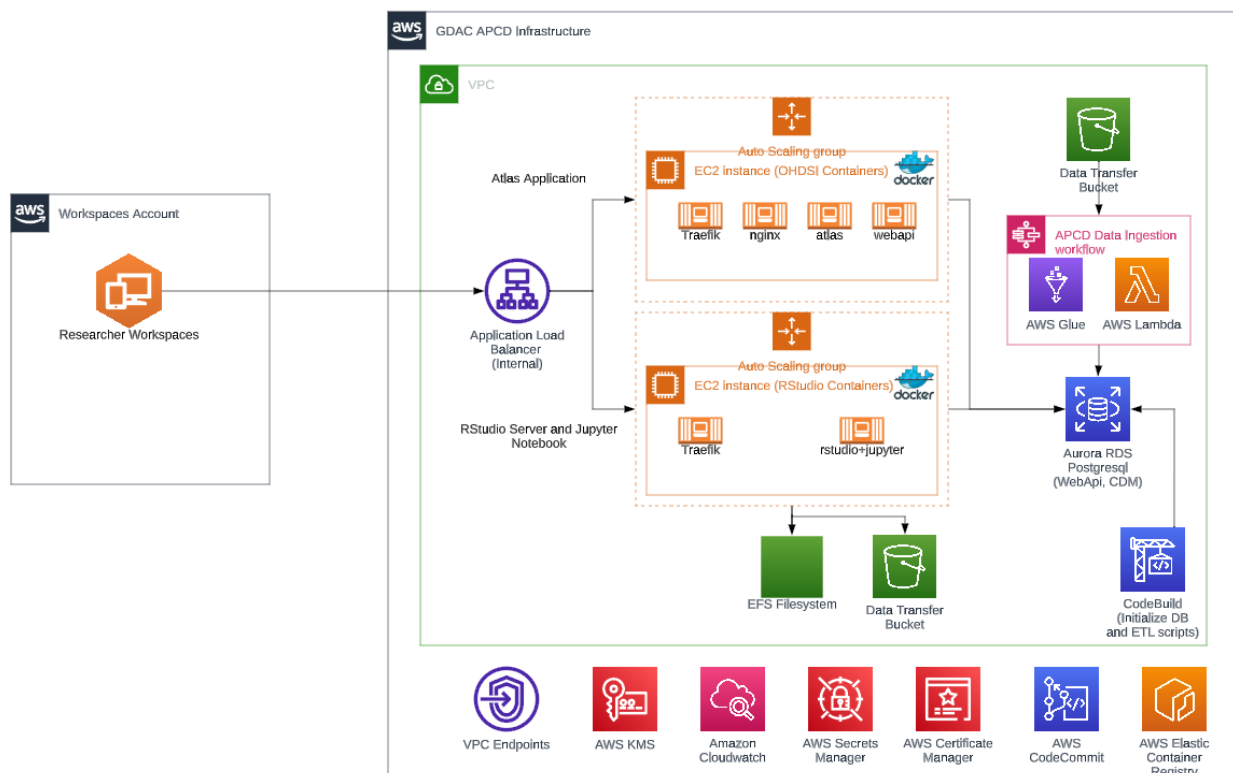 aws
GDAC APCD Infrastructure
VPC
aws
Workspaces Account
Researcher Workspaces
Application Load
Balancer
(Internal)
Atlas Application
RStudio Server and Jupyter
Notebook
Auto Scaling group
EC2 instance (OHDSI Containers)
docker
Traefik
nginx
atlas
webapi
Auto Scaling group
EC2 instance (RStudio Containers)
docker
Traefik
rstudio+jupyter
EFS Filesystem
Data Transfer
Bucket
Data Transfer
Bucket
APCD Data Ingestion
workflow
AWS Glue
AWS Lambda
Aurora RDS
Postgresql
(WebApi, CDM)
CodeBuild
(Initialize DB
and ETL scripts)
VPC Endpoints
AWS KMS
Amazon
Cloudwatch
AWS Secrets
Manager
AWS Certificate
Manager
AWS
CodeCommit
AWS Elastic
Container
Registry